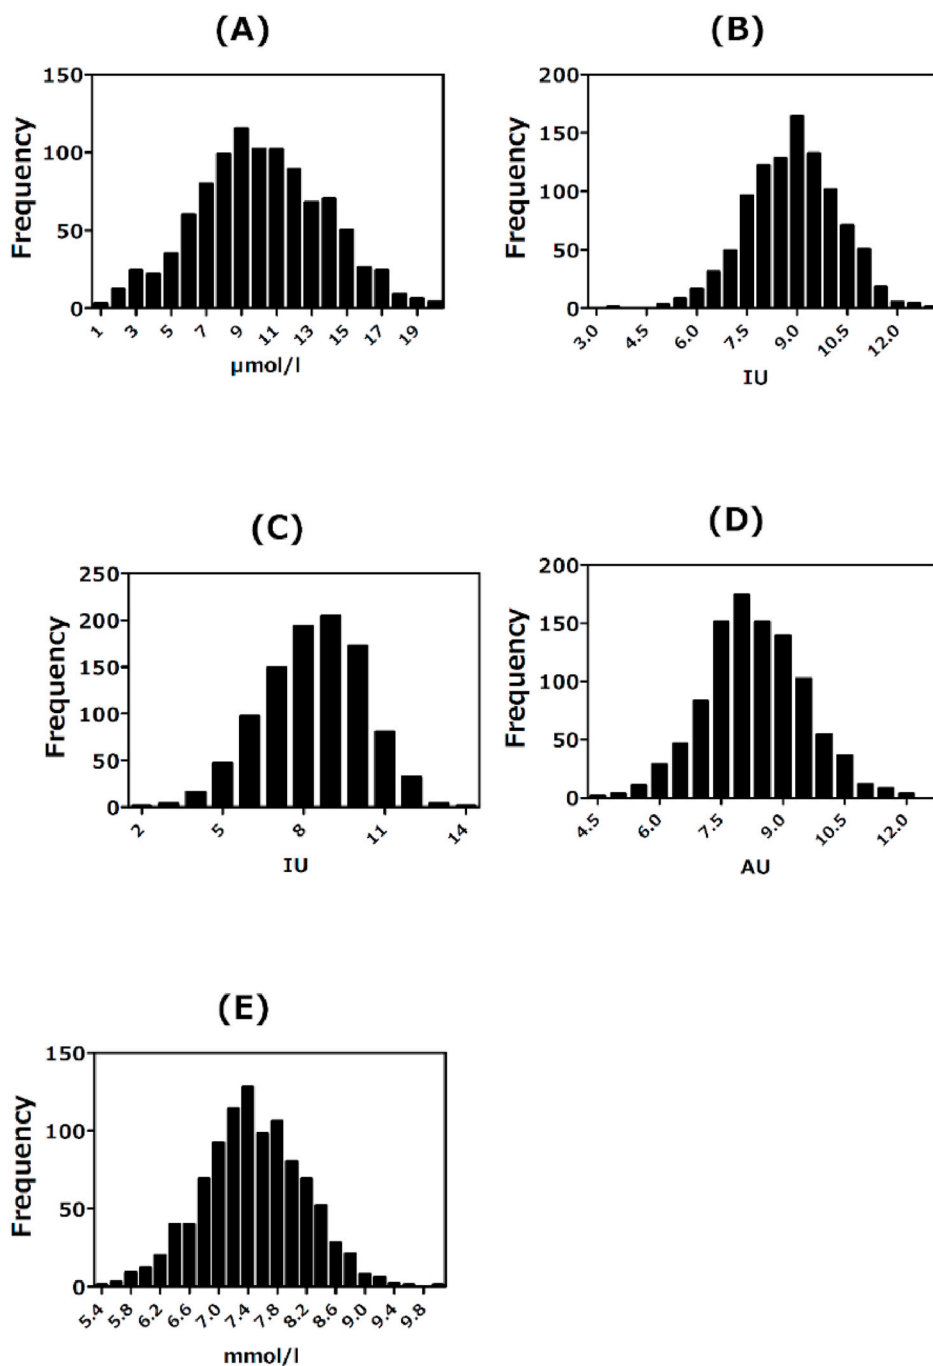 (A)
150
100
50
0
Frequency
1 3 5 7 9 11 13 15 17 19
µmol/l
(B)
200
150
100
50
0
Frequency
3.0 4.5 6.0 7.5 9.0 10.5 12.0
IU
(C)
250
200
150
100
50
0
Frequency
2 5 8 11 14
IU
(D)
200
150
100
50
0
Frequency
4.5 6.0 7.5 9.0 10.5 12.0
AU
(E)
150
100
50
0
Frequency
5.4 5.8 6.2 6.6 7.0 7.4 7.8 8.2 8.6 9.0 9.4 9.8
mmol/l